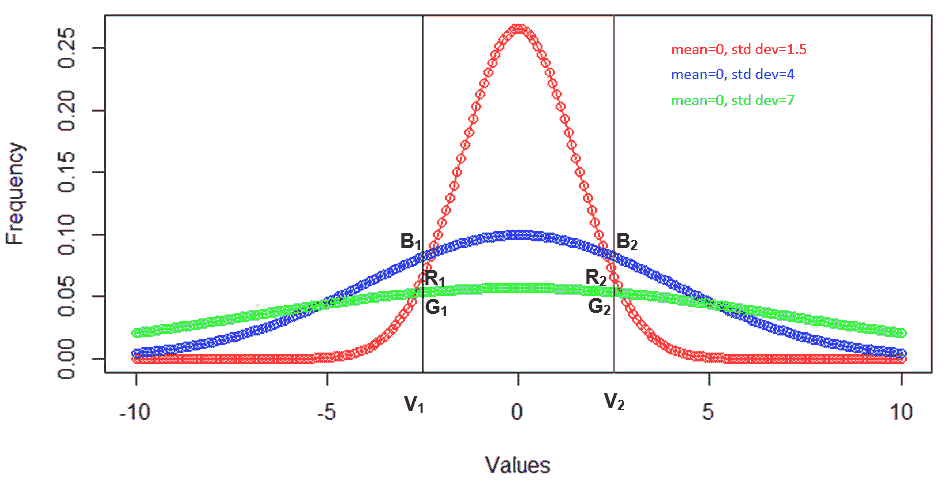 mean=0, std dev=1.5
mean=0, std dev=4
mean=0, std dev=7
Frequency
0.25
0.20
0.15
0.10
0.05
0.00
B1 B2
R1 R2
G1 G2
-10 -5 0 5 10
V1 V2
Values